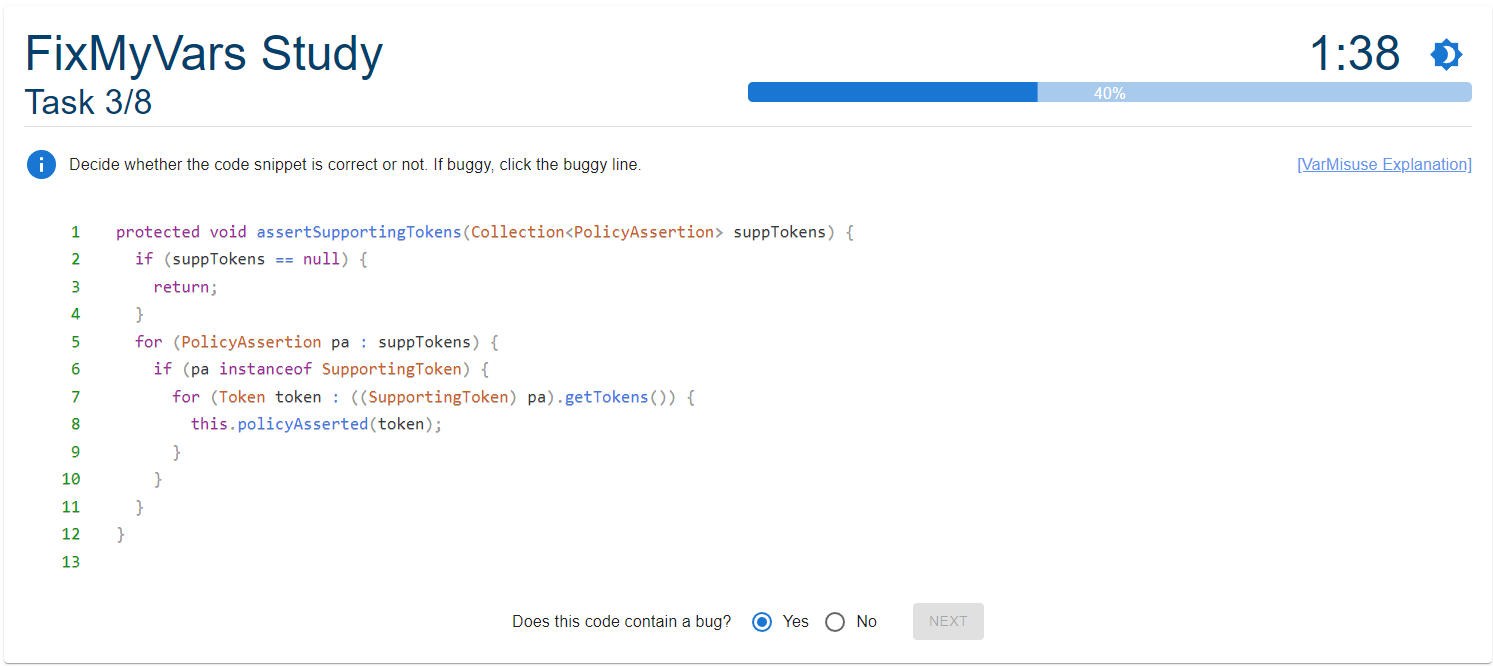 FixMyVars Study
1:38
Task 3/8
40%
Decide whether the code snippet is correct or not. If buggy, click the buggy line.
[VarMisuse Explanation]
1 protected void assertSupportingTokens(Collection<PolicyAssertion> suppTokens) {
2 if (suppTokens == null) {
3 return;
4 }
5 for (PolicyAssertion pa : suppTokens) {
6 if (pa instanceof SupportingToken) {
7 for (Token token : ((SupportingToken) pa).getTokens()) {
8 this.policyAsserted(token);
9 }
10 }
11 }
12 }
13
Does this code contain a bug? Yes No NEXT